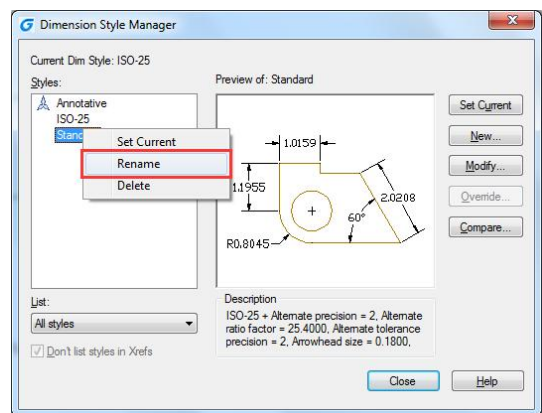 Dimension Style Manager
Current Dim Style: ISO-25
Styles:
Annotative
ISO-25
Set Current
Rename
Delete
Preview of: Standard
1.0159
1.1955
2.0208
60°
R0.8045
Set Current
New...
Modify...
Override...
Compare...
List:
All styles
Don't list styles in Xrefs
Description
ISO-25 + Alternate precision = 2, Alternate
ratio factor = 25.4000, Alternate tolerance
precision = 2, Arrowhead size = 0.1800,
Close
Help